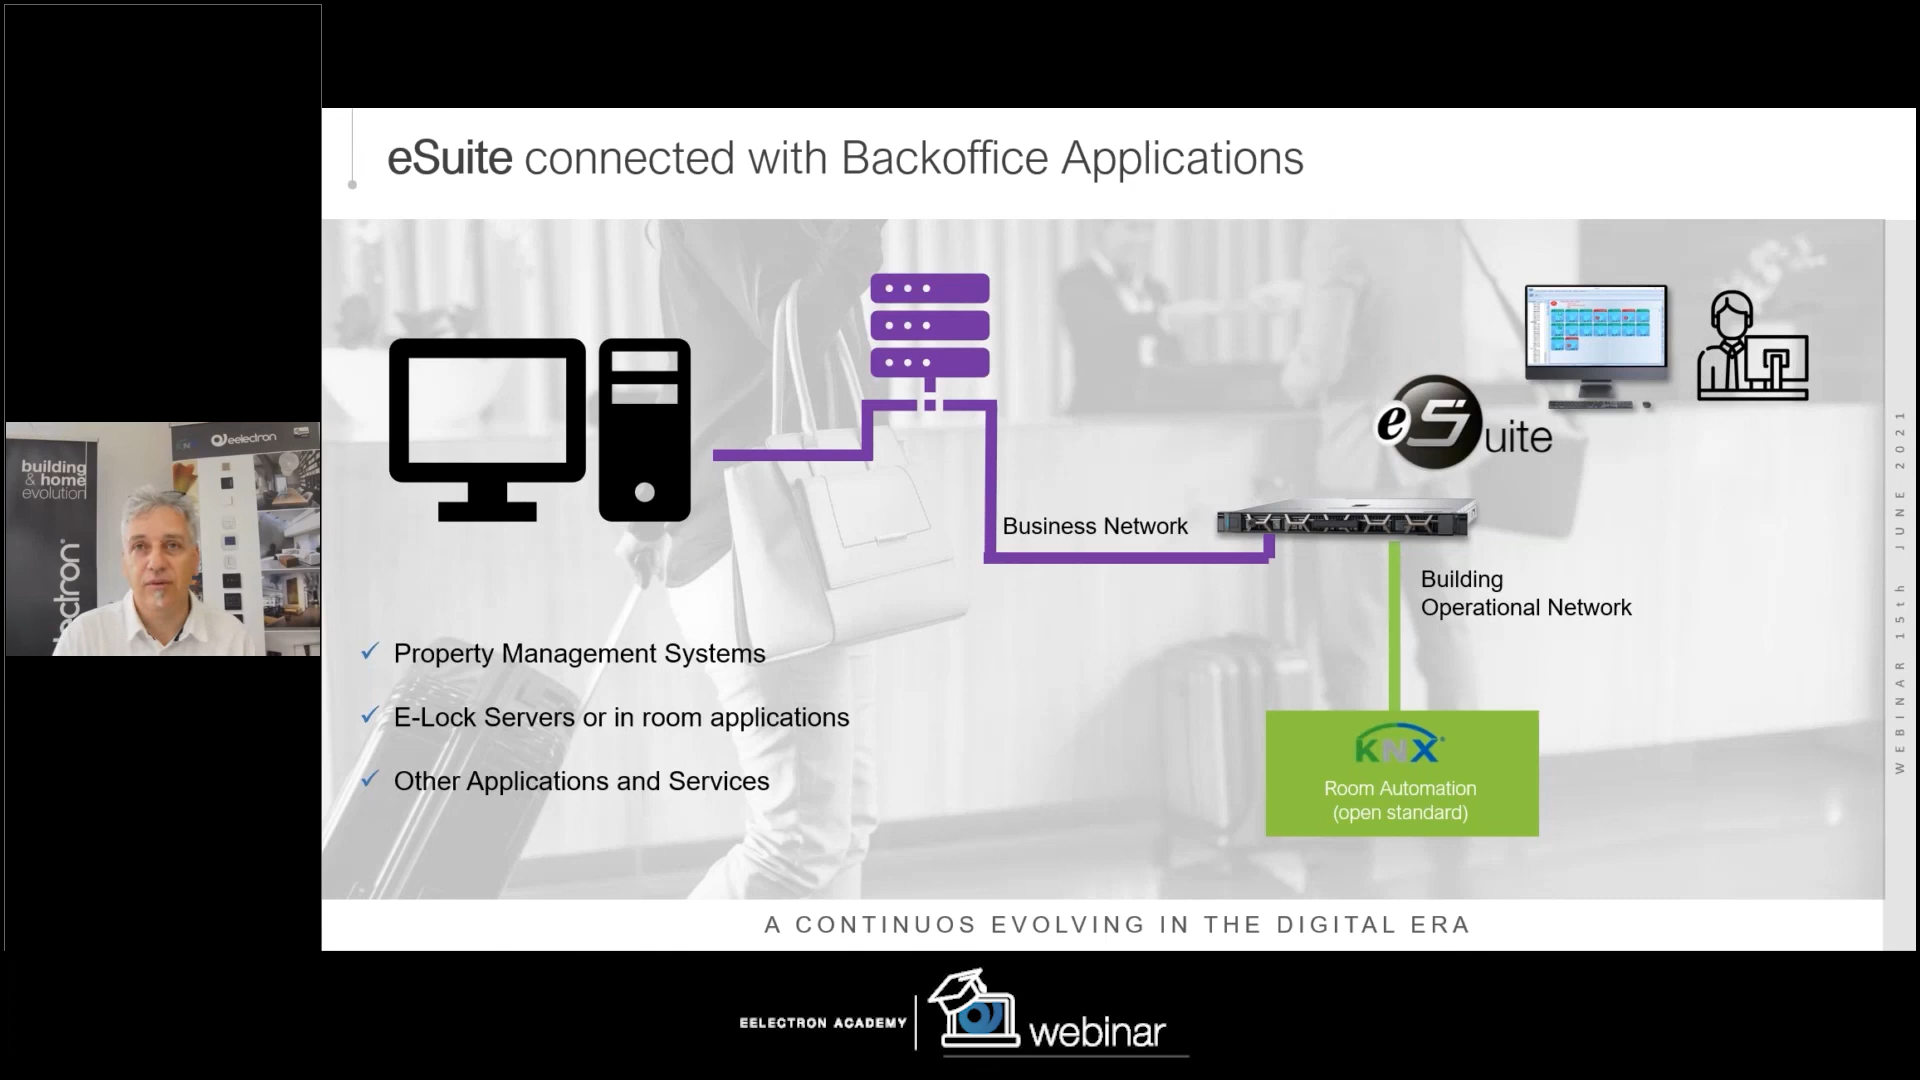 eSuite connected with Backoffice Applications
Business Network
eSuite
Building
Operational Network
Property Management Systems
E-Lock Servers or in room applications
Other Applications and Services
KNX
Room Automation
(open standard)
WEBINAR 15th JUNE 2021
A CONTINUOS EVOLVING IN THE DIGITAL ERA
building
& home
evolution
eelectron
ectron
EELECTRON ACADEMY
webinar